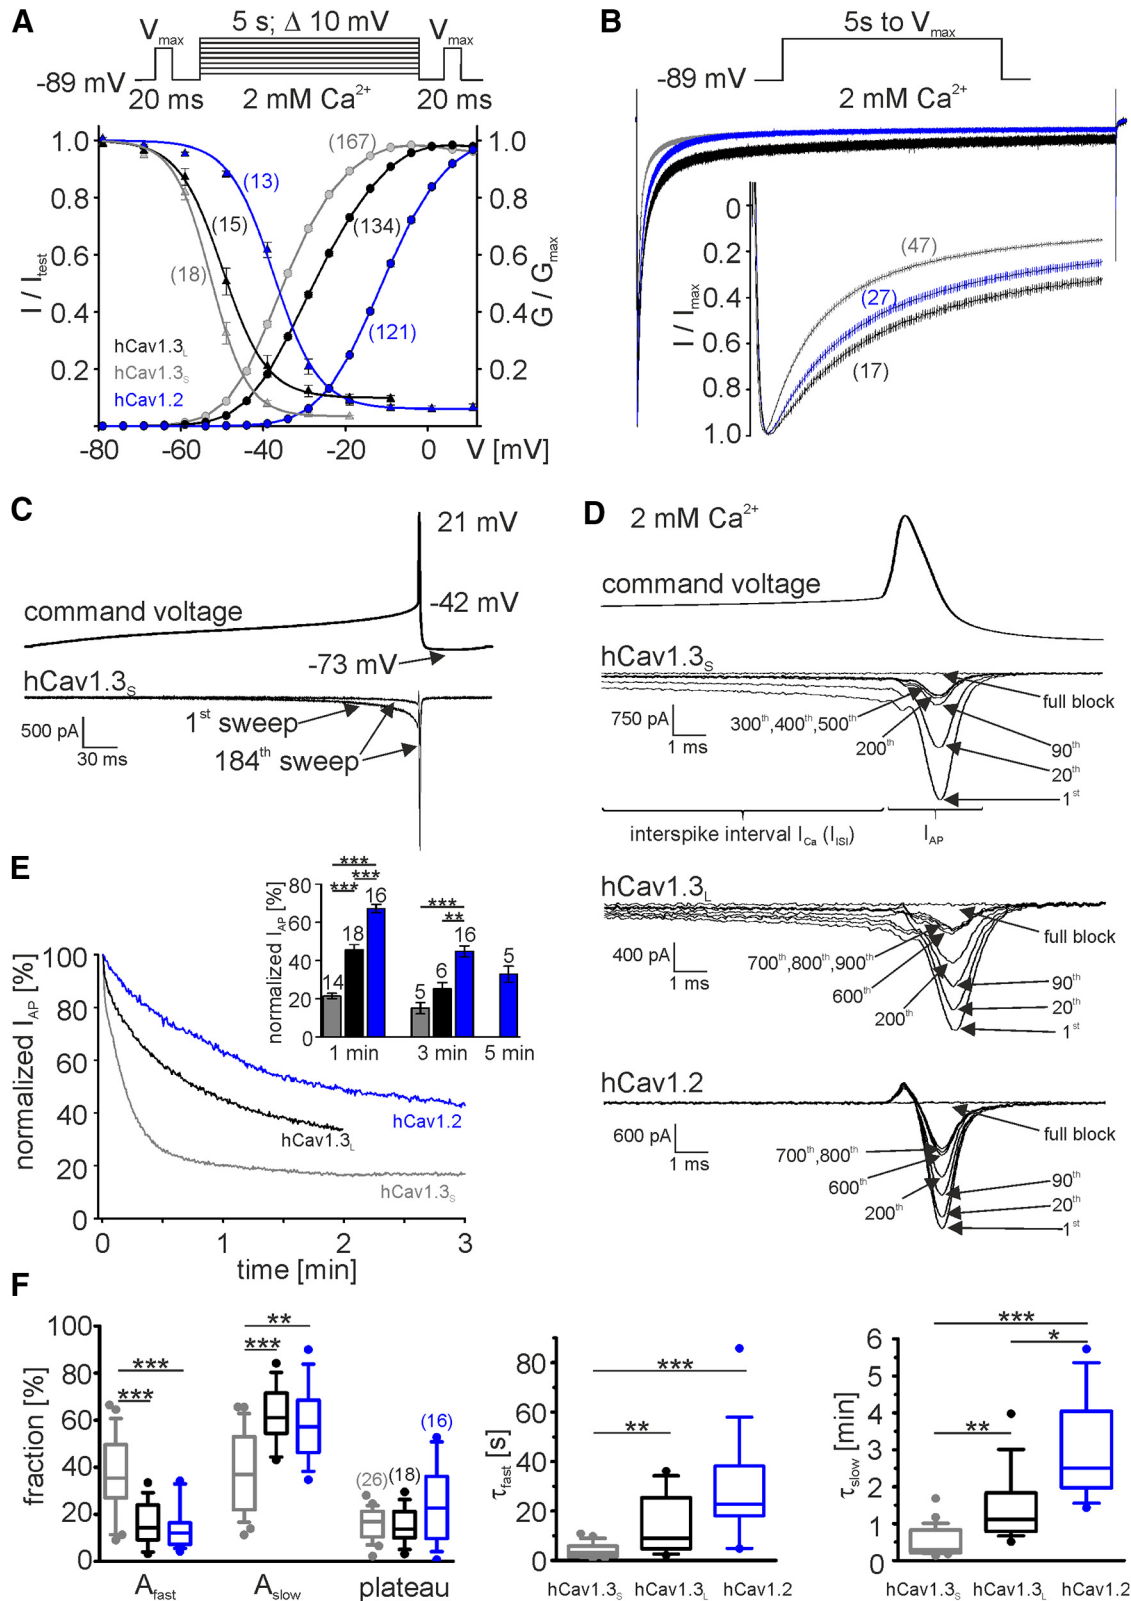 A
5 s; Δ 10 mV
Vmax
Vmax
-89 mV
20 ms
2 mM Ca2+
20 ms
1.0
0.8
0.6
0.4
0.2
I / Itest
1.0
0.8
0.6
0.4
0.2
G / Gmax
(167)
(13)
(15)
(134)
(18)
(121)
hCav1.3L
hCav1.3S
hCav1.2
-80
-60
-40
-20
0
V [mV]
B
5s to Vmax
-89 mV
2 mM Ca2+
0
0.2
0.4
0.6
0.8
1.0
I / Imax
(47)
(27)
(17)
C
21 mV
command voltage
-42 mV
-73 mV
hCav1.3S
1st sweep
184th sweep
500 pA
30 ms
D
2 mM Ca2+
command voltage
hCav1.3S
full block
750 pA
1 ms
300th,400th,500th
200th
90th
20th
1st
interspike interval ICa (IISI)
IAP
hCav1.3L
full block
400 pA
1 ms
700th,800th,900th
600th
200th
90th
20th
1st
hCav1.2
full block
600 pA
1 ms
700th,800th
600th
200th
90th
20th
1st
E
100
80
60
40
20
0
normalized IAP [%]
0
1
2
3
time [min]
hCav1.2
hCav1.3L
hCav1.3S
80
60
40
20
0
normalized IAP [%]
***
***
***
14
18
16
***
**
5
6
16
5
1 min
3 min
5 min
F
100
80
60
40
20
0
fraction [%]
***
***
**
***
(26)
(18)
(16)
Afast
Aslow
plateau
80
60
40
20
0
τfast [s]
***
**
hCav1.3S
hCav1.3L
hCav1.2
6
5
4
3
2
1
0
τslow [min]
***
*
**
hCav1.3S
hCav1.3L
hCav1.2